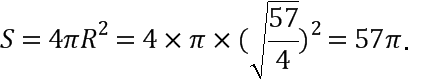 S = 4πR² = 4 × π × (√(57/4))² = 57π.